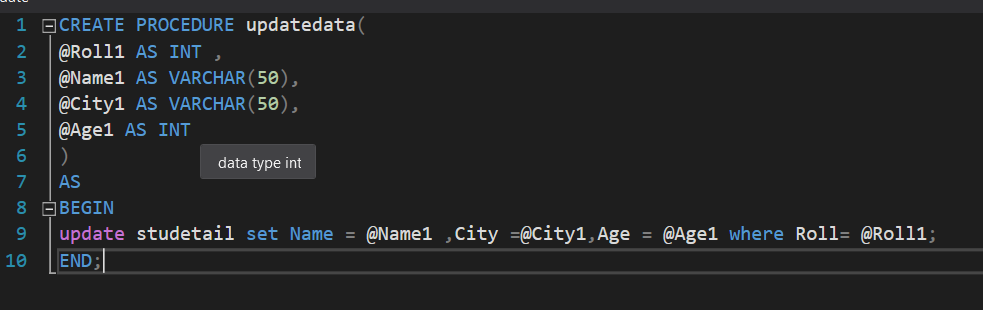 1 CREATE PROCEDURE updatedata(
2 @Roll1 AS INT ,
3 @Name1 AS VARCHAR(50),
4 @City1 AS VARCHAR(50),
5 @Age1 AS INT
6 )
data type int
7 AS
8 BEGIN
9 update studetail set Name = @Name1 ,City =@City1,Age = @Age1 where Roll= @Roll1;
10 END;